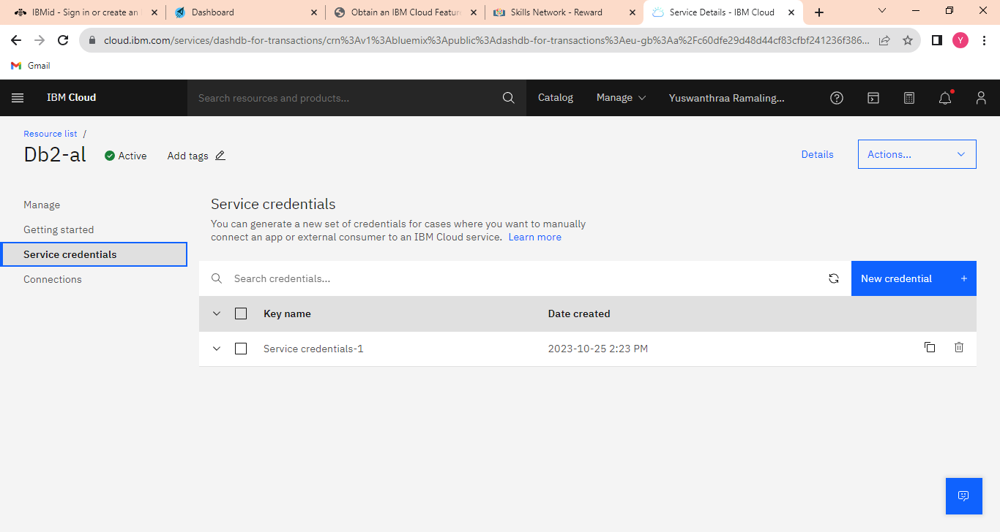 IBMid - Sign in or create an
Dashboard
Obtain an IBM Cloud Featur
Skills Network - Reward
Service Details - IBM Cloud
cloud.ibm.com/services/dashdb-for-transactions/crn%3Av1%3Abluemix%3Apublic%3Adashdb-for-transactions%3Aeu-gb%3Aa%2Fc60dfe29d48d44cf83cfbf241236f386...
Y
Gmail
IBM Cloud
Search resources and products...
Catalog
Manage
Yuswanthraa Ramaling...
Resource list /
Db2-al
Active
Add tags
Details
Actions...
Manage
Getting started
Service credentials
Connections
Service credentials
You can generate a new set of credentials for cases where you want to manually
connect an app or external consumer to an IBM Cloud service. Learn more
Search credentials...
New credential +
Key name
Date created
Service credentials-1
2023-10-25 2:23 PM